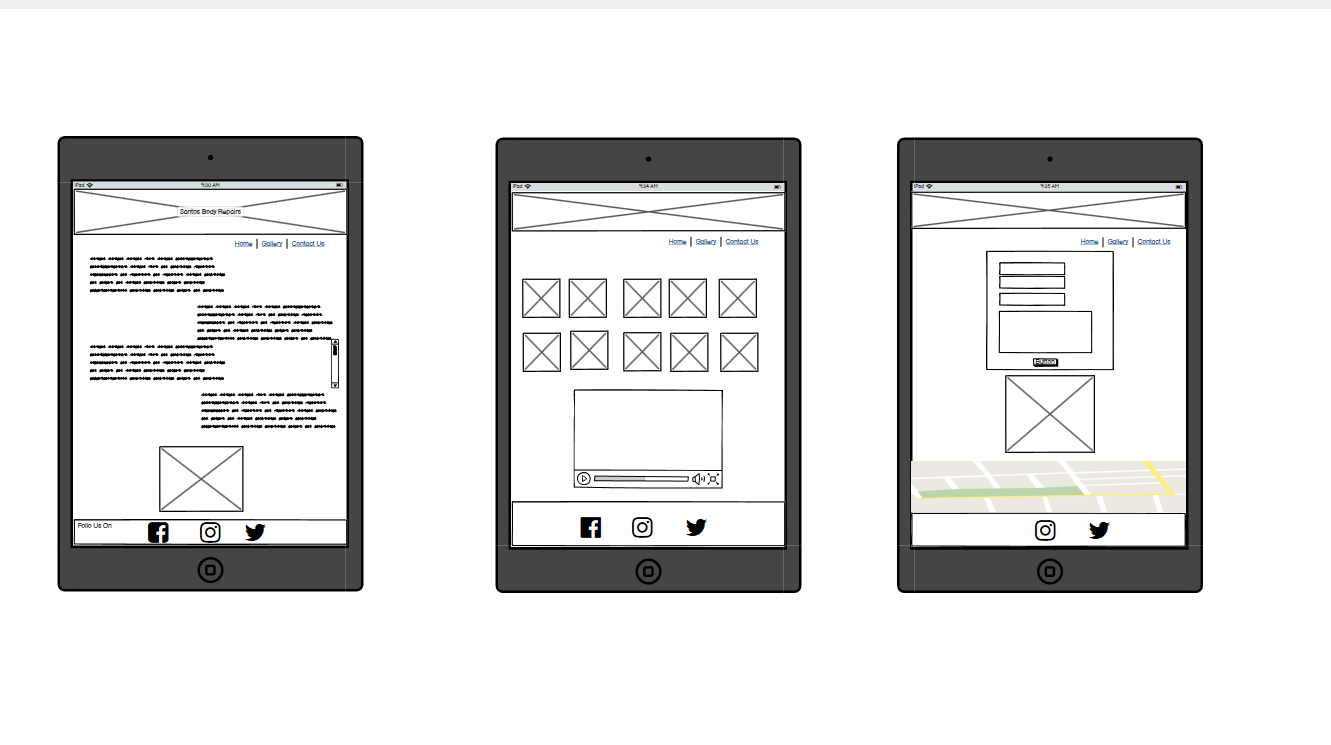 iPad 9:30 AM
Santos Body Repairs
Home | Gallery | Contact Us
Follo Us On
iPad 9:34 AM
Home | Gallery | Contact Us
iPad 9:35 AM
Home | Gallery | Contact Us
Button